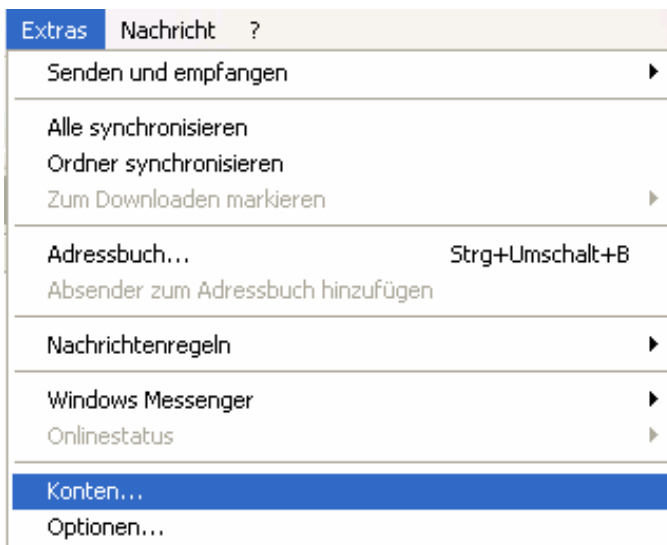 Extras Nachricht ?
Senden und empfangen
Alle synchronisieren
Ordner synchronisieren
Zum Downloaden markieren
Adressbuch... Strg+Umschalt+B
Absender zum Adressbuch hinzufügen
Nachrichtenregeln
Windows Messenger
Onlinestatus
Konten...
Optionen...